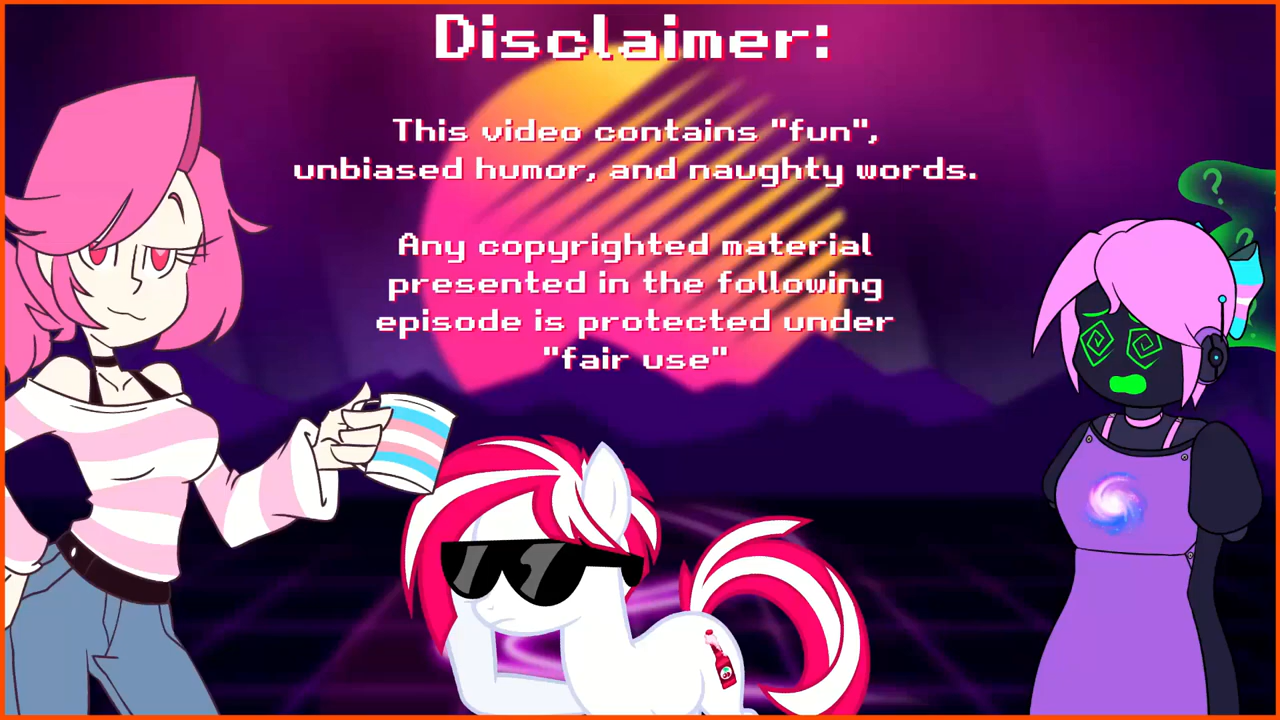 Disclaimer:
This video contains "fun",
unbiased humor, and naughty words.
Any copyrighted material
presented in the following
episode is protected under
"fair use"
?
?